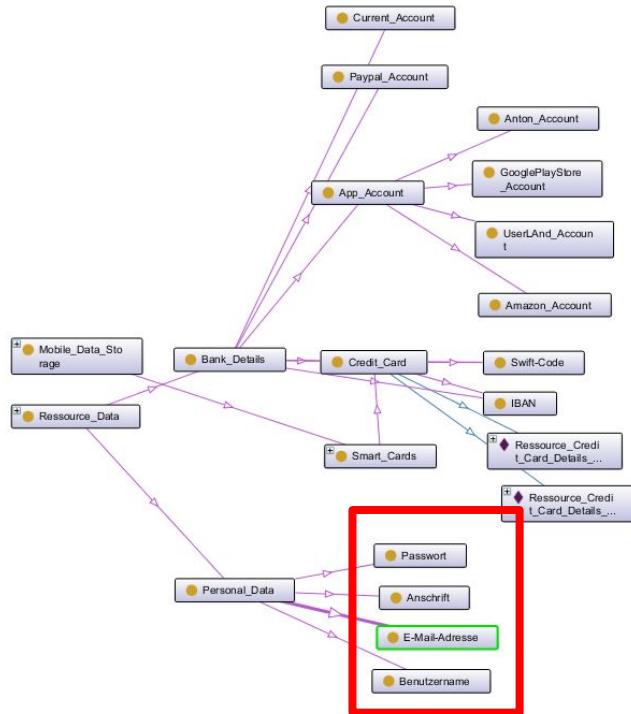 Current_Account
Paypal_Account
Anton_Account
GooglePlayStore
_Account
App_Account
UserLAnd_Accoun
t
Amazon_Account
Mobile_Data_Sto
rage
Bank_Details
Credit_Card
Swift-Code
IBAN
Ressource_Data
Ressource_Credi
t_Card_Details_...
Smart_Cards
Ressource_Credi
t_Card_Details_...
Passwort
Personal_Data
Anschrift
E-Mail-Adresse
Benutzername